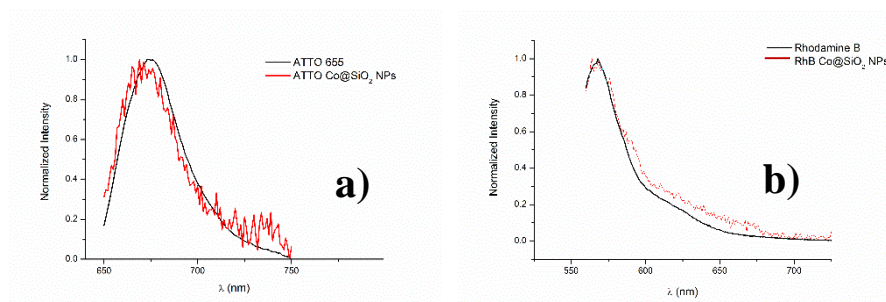 ATTO 655
ATTO Co@SiO₂ NPs
Normalized Intensity
1.0
0.8
0.6
0.4
0.2
0.0
650
700
750
λ (nm)
a)
Rhodamine B
RhB Co@SiO₂ NPs
Normalized Intensity
1.0
0.8
0.6
0.4
0.2
0.0
550
600
650
700
λ (nm)
b)